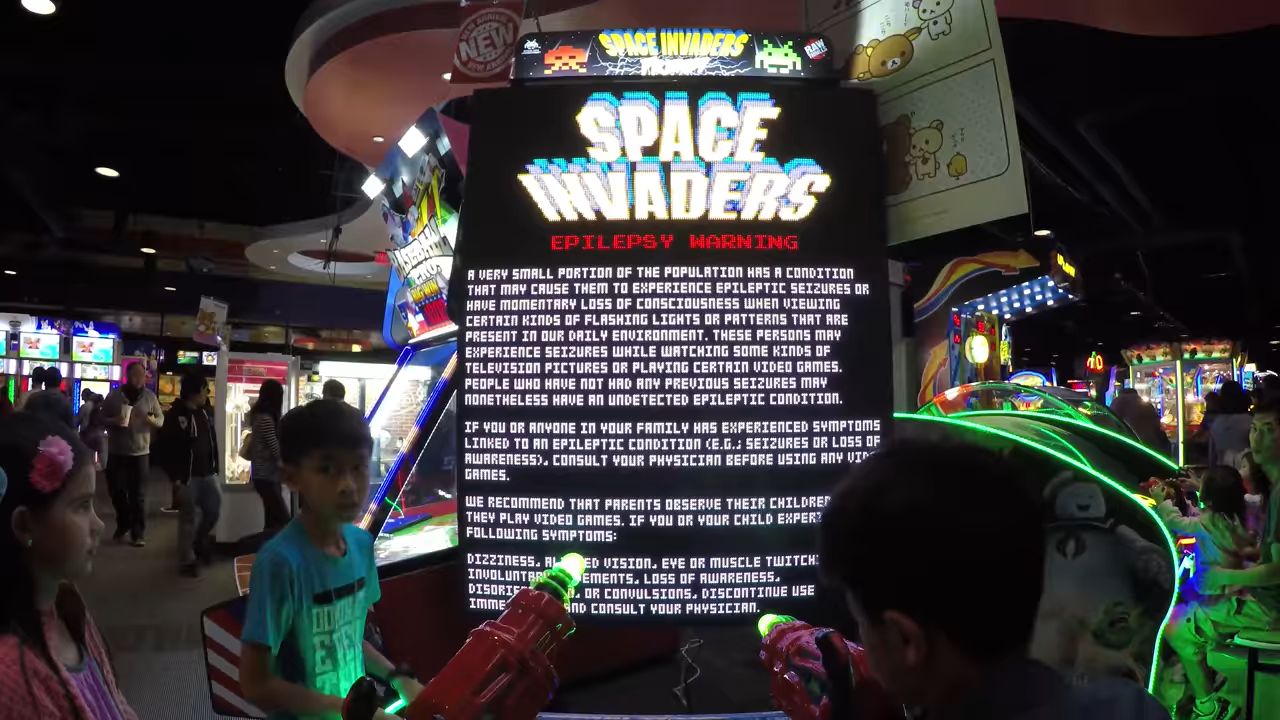 NEW
SPACE INVADERS
FRENZY
RAW
SPACE
INVADERS
EPILEPSY WARNING
A VERY SMALL PORTION OF THE POPULATION HAS A CONDITION
THAT MAY CAUSE THEM TO EXPERIENCE EPILEPTIC SEIZURES OR
HAVE MOMENTARY LOSS OF CONSCIOUSNESS WHEN VIEWING
CERTAIN KINDS OF FLASHING LIGHTS OR PATTERNS THAT ARE
PRESENT IN OUR DAILY ENVIRONMENT. THESE PERSONS MAY
EXPERIENCE SEIZURES WHILE WATCHING SOME KINDS OF
TELEVISION PICTURES OR PLAYING CERTAIN VIDEO GAMES.
PEOPLE WHO HAVE NOT HAD ANY PREVIOUS SEIZURES MAY
NONETHELESS HAVE AN UNDETECTED EPILEPTIC CONDITION.
IF YOU OR ANYONE IN YOUR FAMILY HAS EXPERIENCED SYMPTOMS
LINKED TO AN EPILEPTIC CONDITION (E.G.; SEIZURES OR LOSS OF
AWARENESS), CONSULT YOUR PHYSICIAN BEFORE USING ANY
GAMES.
WE RECOMMEND THAT PARENTS OBSERVE THEIR CHILDREN
THEY PLAY VIDEO GAMES. IF YOU OR YOUR CHILD
FOLLOWING SYMPTOMS:
DIZZINESS, VISION, EYE OR MUSCLE
LOSS OF AWARENESS,
OR CONVULSIONS, DISCONTINUE USE
AND CONSULT YOUR PHYSICIAN.